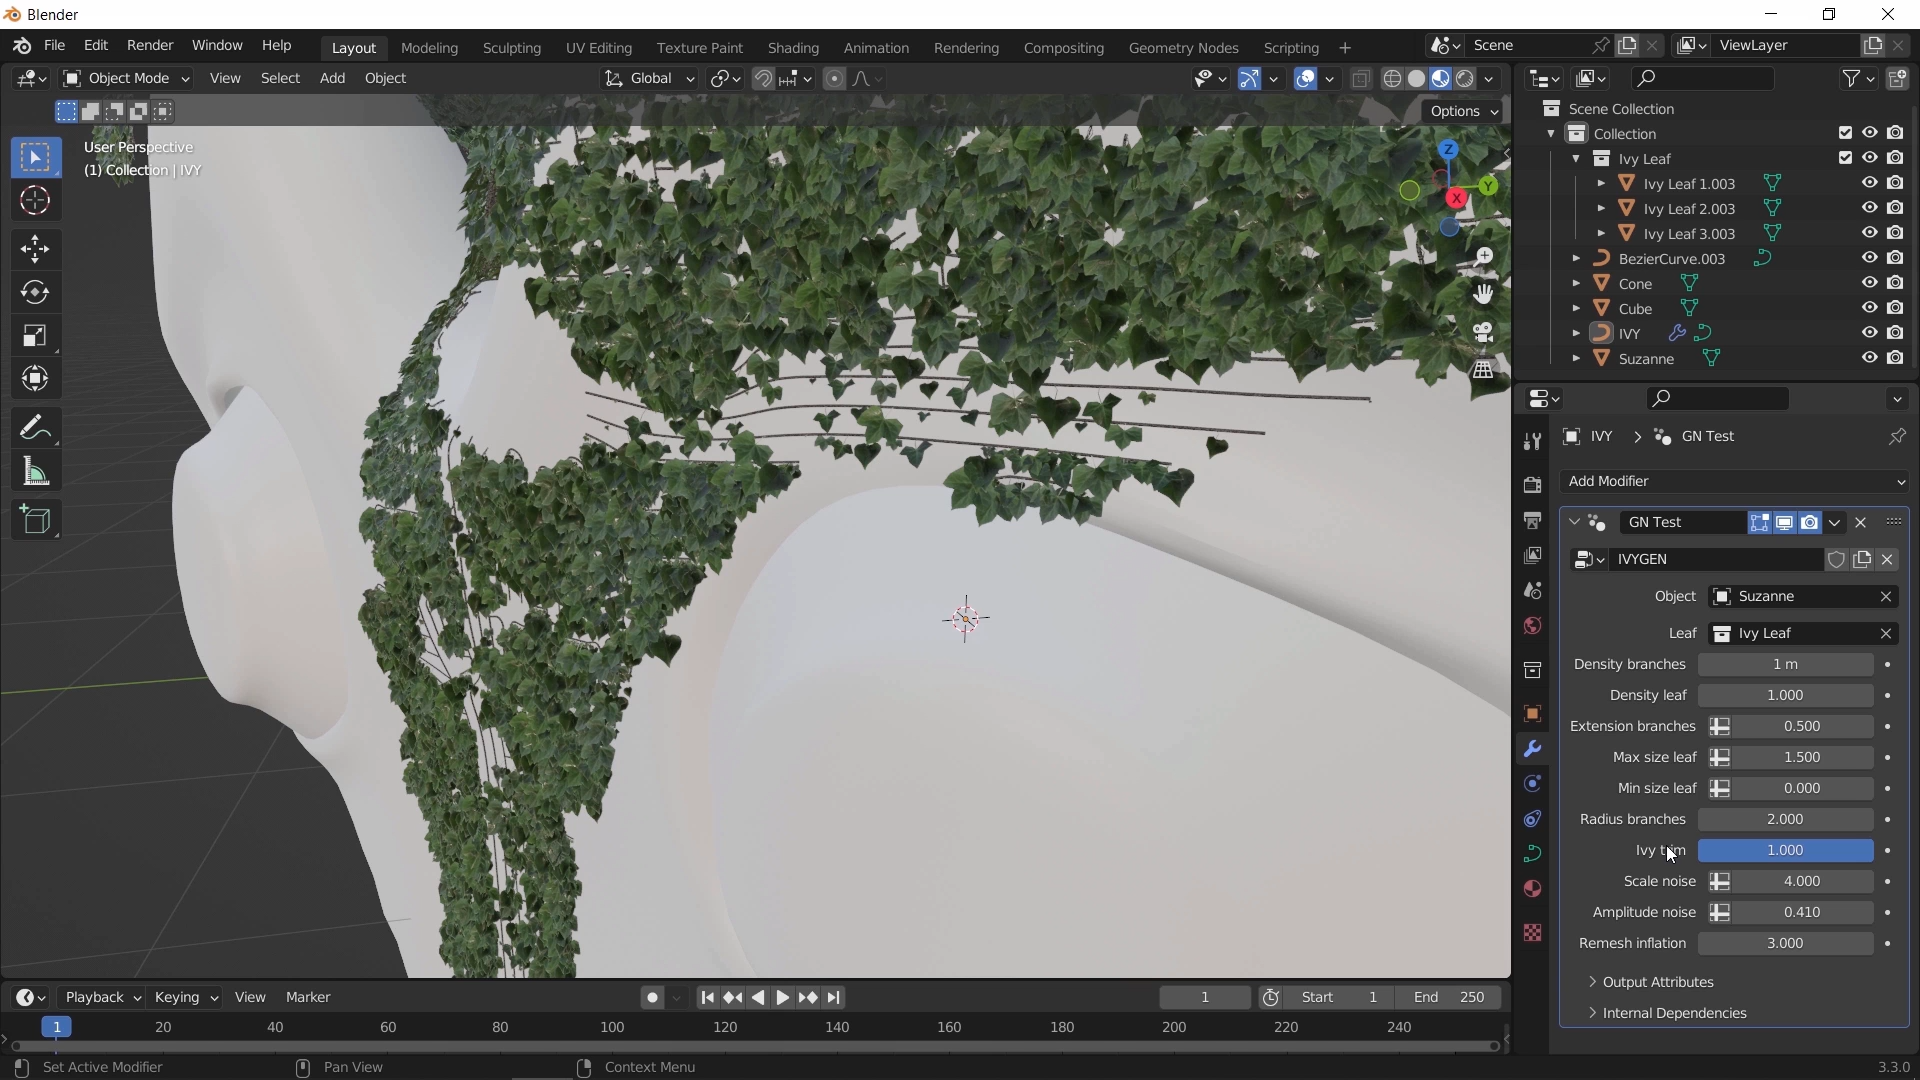 Blender
File Edit Render Window Help
Layout Modeling Sculpting UV Editing Texture Paint Shading Animation Rendering Compositing Geometry Nodes Scripting +
Scene
ViewLayer
Object Mode View Select Add Object
Global
Options
User Perspective
(1) Collection | IVY
Z
Y
X
Scene Collection
Collection
Ivy Leaf
Ivy Leaf 1.003
Ivy Leaf 2.003
Ivy Leaf 3.003
BezierCurve.003
Cone
Cube
IVY
Suzanne
IVY > GN Test
Add Modifier
GN Test
IVYGEN
Object Suzanne
Leaf Ivy Leaf
Density branches 1 m
Density leaf 1.000
Extension branches 0.500
Max size leaf 1.500
Min size leaf 0.000
Radius branches 2.000
Ivy trim 1.000
Scale noise 4.000
Amplitude noise 0.410
Remesh inflation 3.000
Output Attributes
Internal Dependencies
Playback Keying View Marker
1
Start 1
End 250
1 20 40 60 80 100 120 140 160 180 200 220 240
Set Active Modifier
Pan View
Context Menu
3.3.0